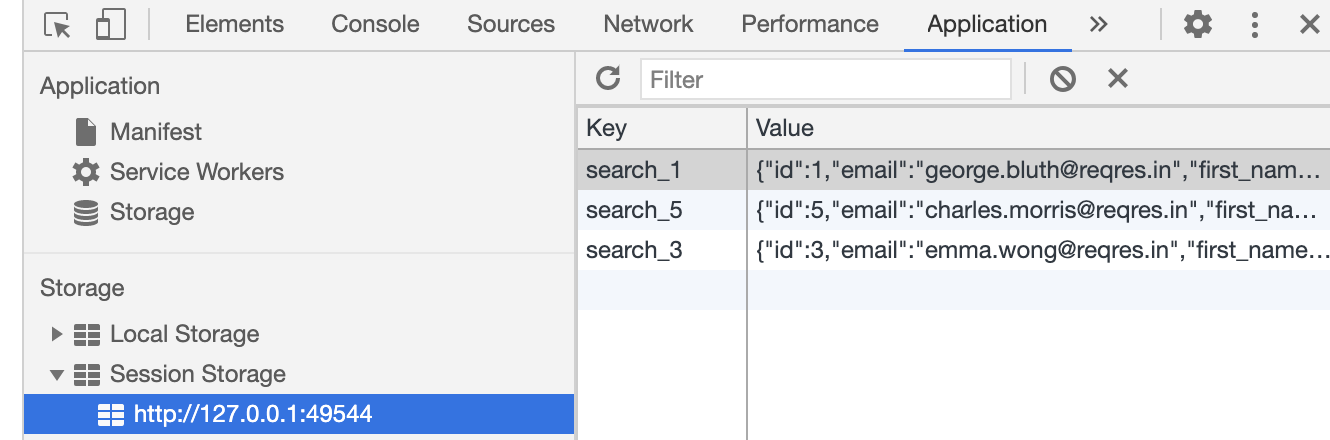 Elements Console Sources Network Performance Application »
Application
Manifest
Service Workers
Storage
Storage
Local Storage
Session Storage
http://127.0.0.1:49544
Filter
Key Value
search_1 {"id":1,"email":"george.bluth@reqres.in","first_nam…
search_5 {"id":5,"email":"charles.morris@reqres.in","first_na…
search_3 {"id":3,"email":"emma.wong@reqres.in","first_name…